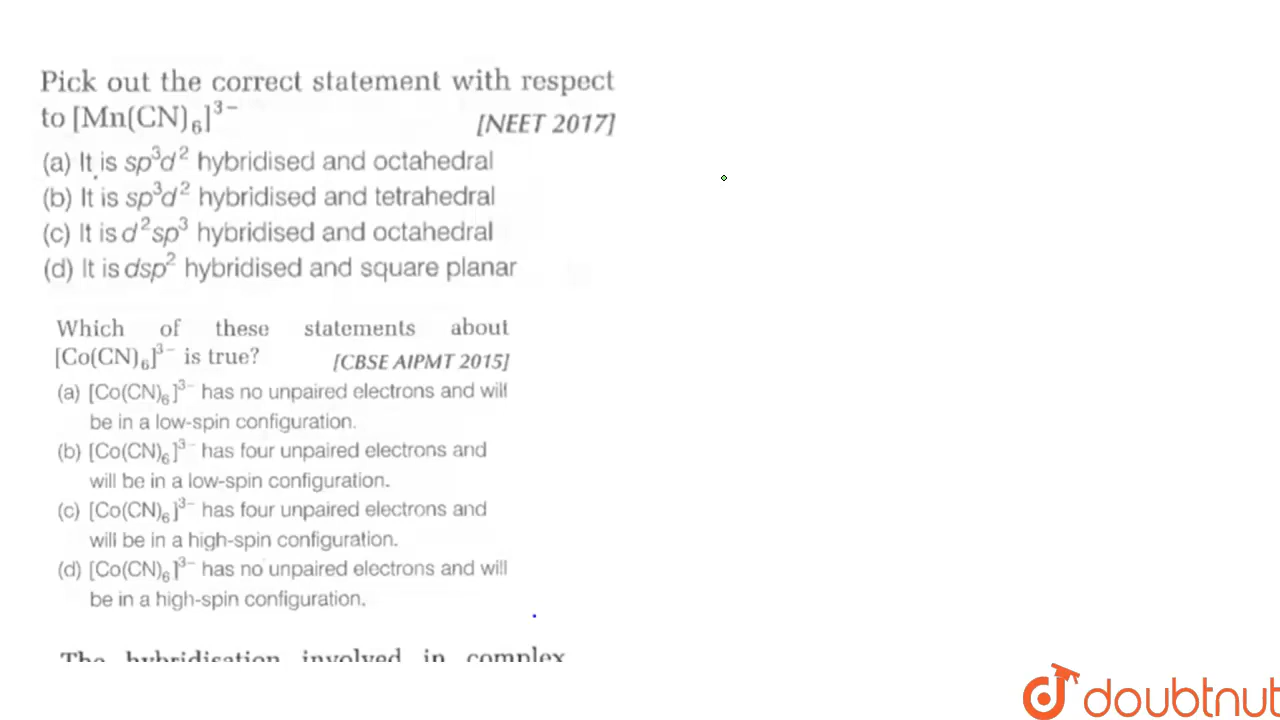 Pick out the correct statement with respect
to [Mn(CN)₆]³⁻ [NEET 2017]
(a) It is sp³d² hybridised and octahedral
(b) It is sp³d² hybridised and tetrahedral
(c) It is d²sp³ hybridised and octahedral
(d) It is dsp² hybridised and square planar
Which of these statements about
[Co(CN)₆]³⁻ is true? [CBSE AIPMT 2015]
(a) [Co(CN)₆]³⁻ has no unpaired electrons and will
be in a low-spin configuration.
(b) [Co(CN)₆]³⁻ has four unpaired electrons and
will be in a low-spin configuration.
(c) [Co(CN)₆]³⁻ has four unpaired electrons and
will be in a high-spin configuration.
(d) [Co(CN)₆]³⁻ has no unpaired electrons and will
be in a high-spin configuration.
The hybridisation involved in complex
doubtnut